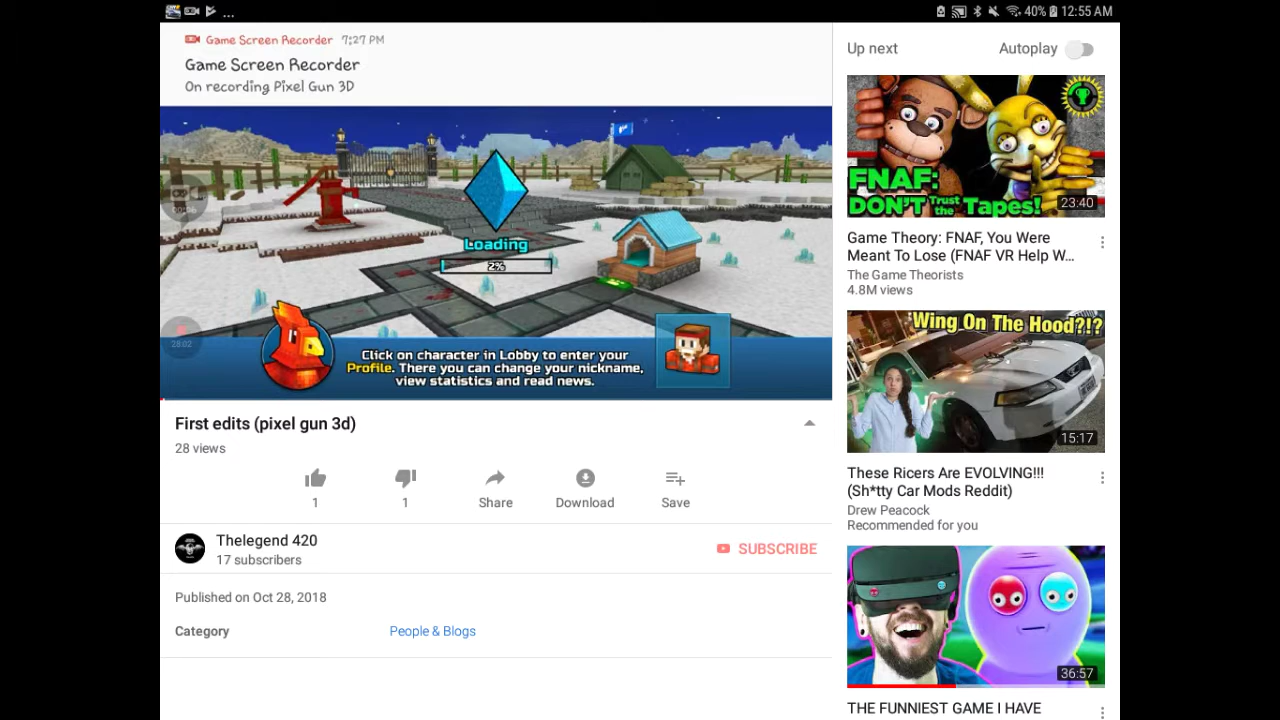 ...
40%
12:55 AM
Game Screen Recorder 7:27 PM
Game Screen Recorder
On recording Pixel Gun 3D
Loading
2%
28:02
Click on character in Lobby to enter your
Profile. There you can change your nickname,
view statistics and read news.
First edits (pixel gun 3d)
28 views
1
1
Share
Download
Save
Thelegend 420
17 subscribers
SUBSCRIBE
Published on Oct 28, 2018
Category
People & Blogs
Up next
Autoplay
FNAF:
DON'T Trust the Tapes!
23:40
Game Theory: FNAF, You Were
Meant To Lose (FNAF VR Help W...
The Game Theorists
4.8M views
Wing On The Hood?!?
15:17
These Ricers Are EVOLVING!!!
(Sh*tty Car Mods Reddit)
Drew Peacock
Recommended for you
36:57
THE FUNNIEST GAME I HAVE